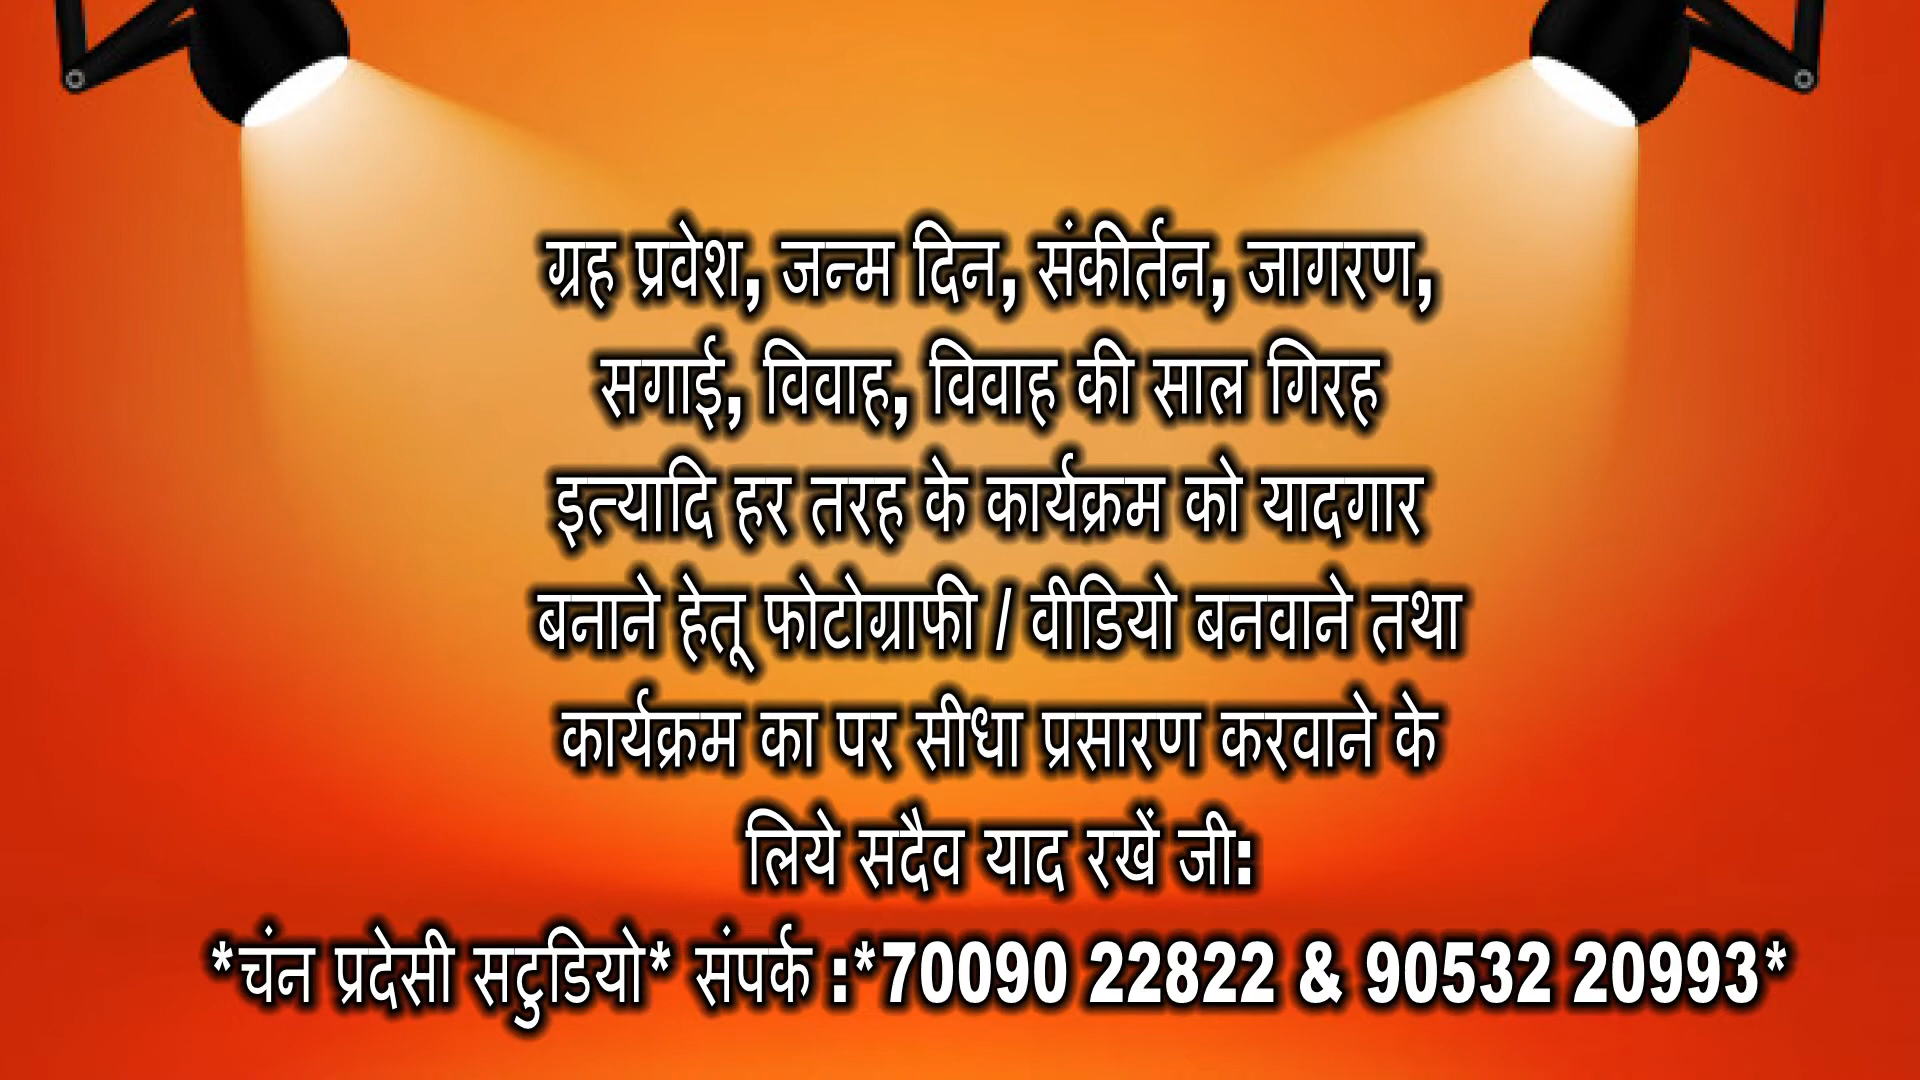 ग्रह प्रवेश, जन्म दिन, संकीर्तन, जागरण,
सगाई, विवाह, विवाह की साल गिरह
इत्यादि हर तरह के कार्यक्रम को यादगार
बनाने हेतू फोटोग्राफी / वीडियो बनवाने तथा
कार्यक्रम का पर सीधा प्रसारण करवाने के
लिये सदैव याद रखें जी:
*चंन प्रदेसी सटुडियो* संपर्क :*70090 22822 & 90532 20993*